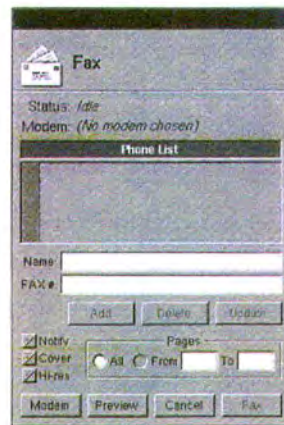 Fax
Status: Idle
Modem: (No modem chosen)
Phone List
Name
FAX #
Add Delete Update
Notify
Cover
Hi-res
Pages
All From To
Modem Preview Cancel Fax